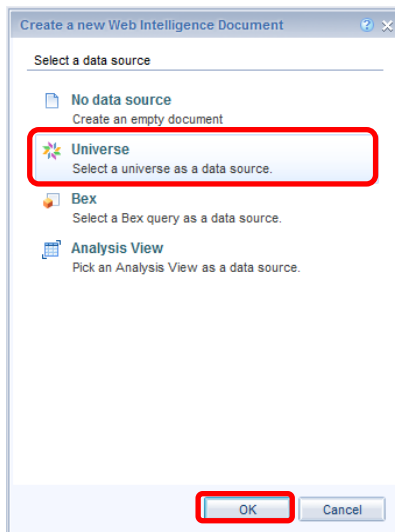 Create a new Web Intelligence Document
Select a data source
No data source
Create an empty document
Universe
Select a universe as a data source.
Bex
Select a Bex query as a data source.
Analysis View
Pick an Analysis View as a data source.
OK Cancel